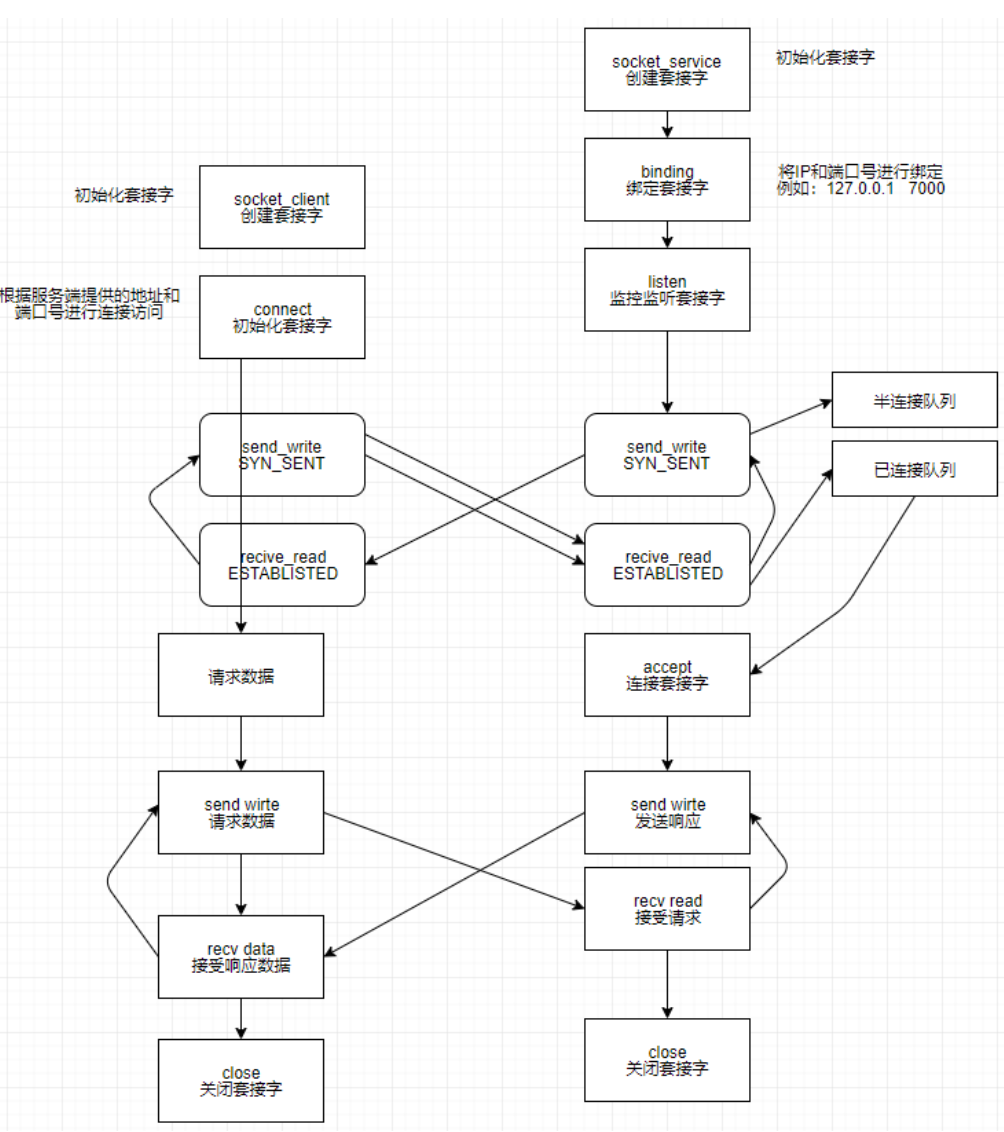 socket_service
创建套接字
初始化套接字
binding
绑定套接字
将IP和端口号进行绑定
例如：127.0.0.1 7000
初始化套接字
socket_client
创建套接字
listen
监控监听套接字
根据服务端提供的地址和
端口号进行连接访问
connect
初始化套接字
半连接队列
send_write
SYN_SENT
send_write
SYN_SENT
已连接队列
recive_read
ESTABLISTED
recive_read
ESTABLISTED
请求数据
accept
连接套接字
send wirte
请求数据
send wirte
发送响应
recv read
接受请求
recv data
接受响应数据
close
关闭套接字
close
关闭套接字